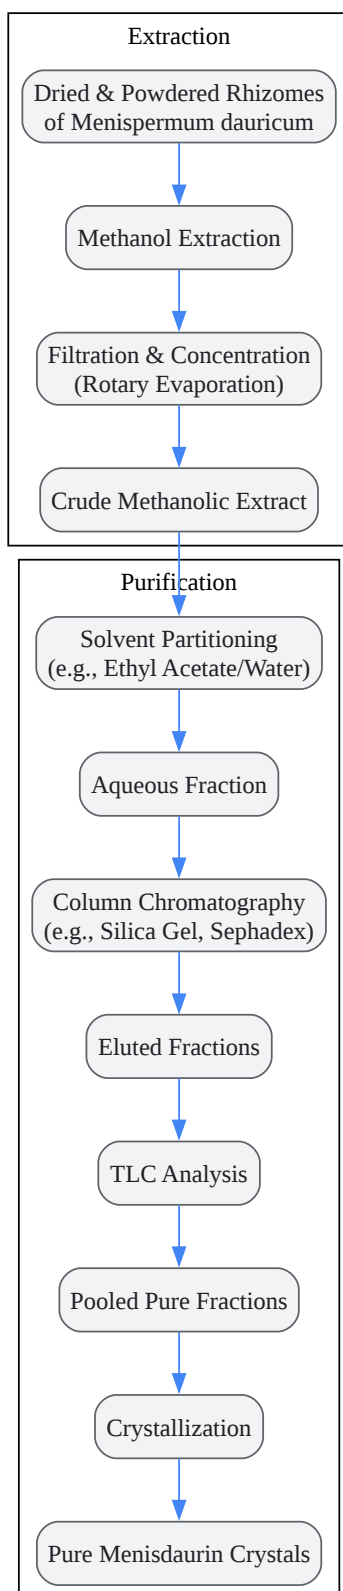 Extraction
Dried & Powdered Rhizomes
of Menispermum dauricum
Methanol Extraction
Filtration & Concentration
(Rotary Evaporation)
Crude Methanolic Extract
Purification
Solvent Partitioning
(e.g., Ethyl Acetate/Water)
Aqueous Fraction
Column Chromatography
(e.g., Silica Gel, Sephadex)
Eluted Fractions
TLC Analysis
Pooled Pure Fractions
Crystallization
Pure Menisdaurin Crystals